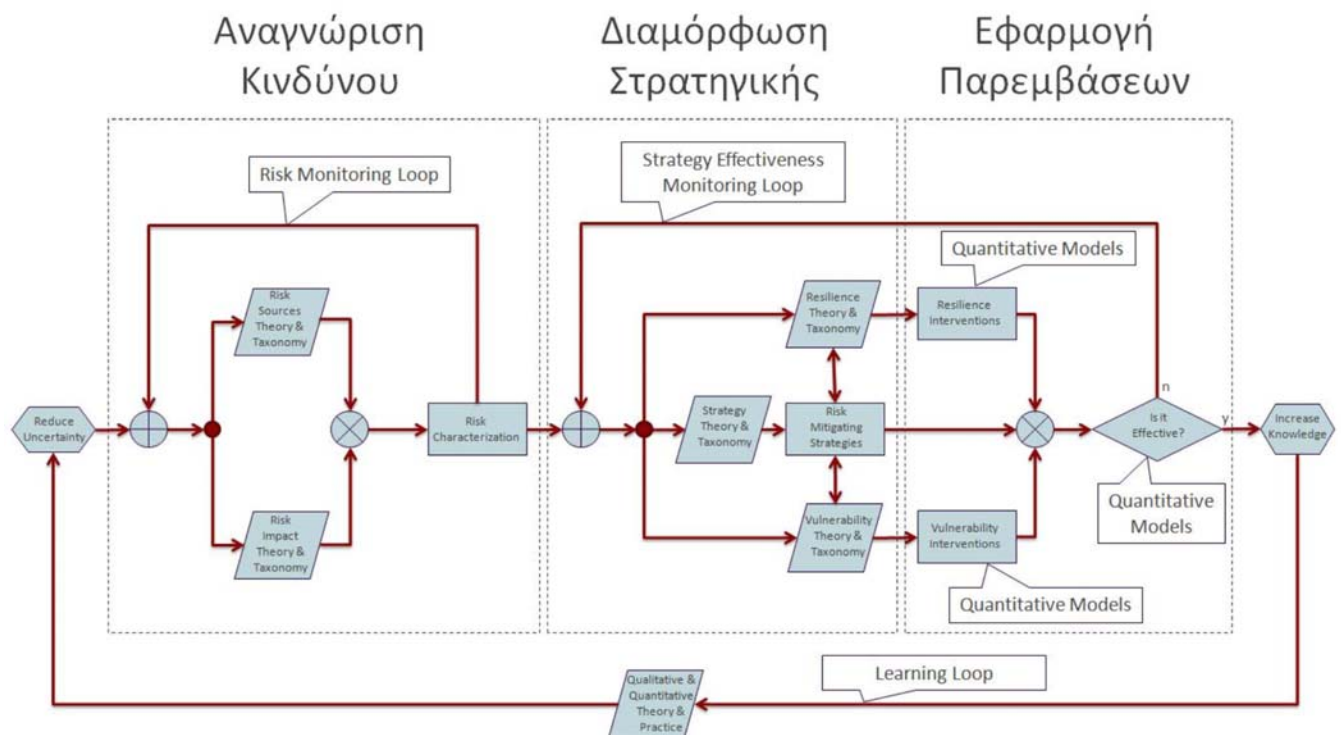 Αναγνώριση
Κινδύνου
Διαμόρφωση
Στρατηγικής
Εφαρμογή
Παρεμβάσεων
Risk Monitoring Loop
Strategy Effectiveness
Monitoring Loop
Quantitative Models
Risk
Sources
Theory &
Taxonomy
Resilience
Theory &
Taxonomy
Resilience
Interventions
n
Reduce
Uncertainty
Risk
Characterization
Strategy
Theory &
Taxonomy
Risk
Mitigating
Strategies
Is it
Effective?
y
Increase
Knowledge
Quantitative
Models
Risk
Impact
Theory &
Taxonomy
Vulnerability
Theory &
Taxonomy
Vulnerability
Interventions
Quantitative Models
Learning Loop
Qualitative &
Quantitative
Theory &
Practice